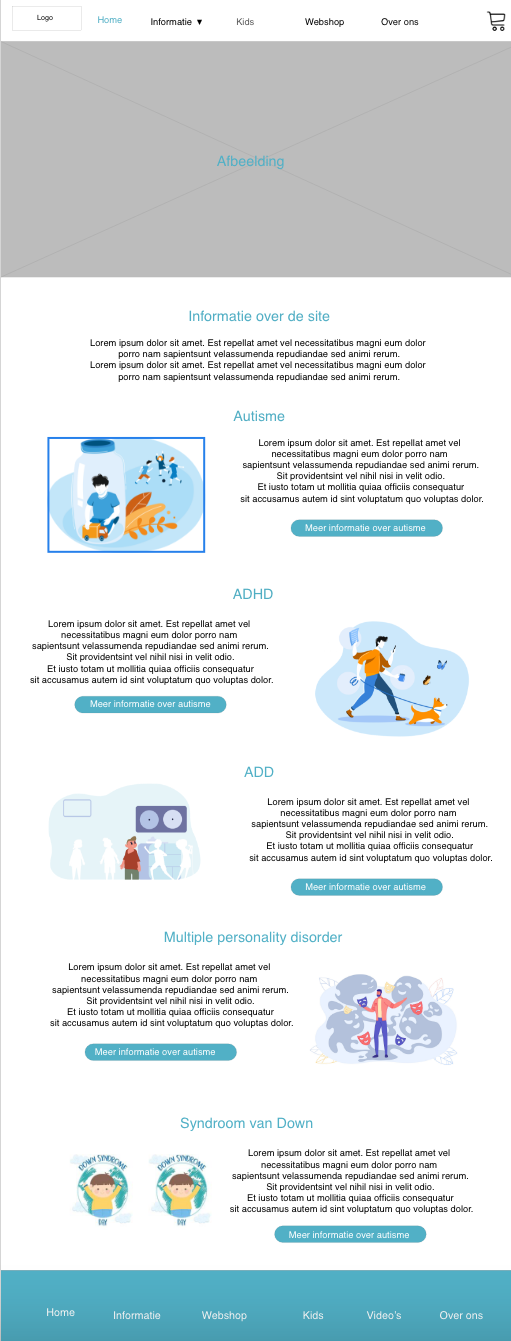 Logo
Home
Informatie ▼
Kids
Webshop
Over ons
Afbeelding
Informatie over de site
Lorem ipsum dolor sit amet. Est repellat amet vel necessitatibus magni eum dolor
porro nam sapientsunt velassumenda repudiandae sed animi rerum.
Lorem ipsum dolor sit amet. Est repellat amet vel necessitatibus magni eum dolor
porro nam sapientsunt velassumenda repudiandae sed animi rerum.
Autisme
Lorem ipsum dolor sit amet. Est repellat amet vel
necessitatibus magni eum dolor porro nam
sapientsunt velassumenda repudiandae sed animi rerum.
Sit providentsint vel nihil nisi in velit odio.
Et iusto totam ut mollitia quiaa officiis consequatur
sit accusamus autem id sint voluptatum quo voluptas dolor.
Meer informatie over autisme
ADHD
Lorem ipsum dolor sit amet. Est repellat amet vel
necessitatibus magni eum dolor porro nam
sapientsunt velassumenda repudiandae sed animi rerum.
Sit providentsint vel nihil nisi in velit odio.
Et iusto totam ut mollitia quiaa officiis consequatur
sit accusamus autem id sint voluptatum quo voluptas dolor.
Meer informatie over autisme
ADD
Lorem ipsum dolor sit amet. Est repellat amet vel
necessitatibus magni eum dolor porro nam
sapientsunt velassumenda repudiandae sed animi rerum.
Sit providentsint vel nihil nisi in velit odio.
Et iusto totam ut mollitia quiaa officiis consequatur
sit accusamus autem id sint voluptatum quo voluptas dolor.
Meer informatie over autisme
Multiple personality disorder
Lorem ipsum dolor sit amet. Est repellat amet vel
necessitatibus magni eum dolor porro nam
sapientsunt velassumenda repudiandae sed animi rerum.
Sit providentsint vel nihil nisi in velit odio.
Et iusto totam ut mollitia quiaa officiis consequatur
sit accusamus autem id sint voluptatum quo voluptas dolor.
Meer informatie over autisme
Syndroom van Down
DOWN SYNDROME
DAY
DOWN SYNDROME
DAY
Lorem ipsum dolor sit amet. Est repellat amet vel
necessitatibus magni eum dolor porro nam
sapientsunt velassumenda repudiandae sed animi rerum.
Sit providentsint vel nihil nisi in velit odio.
Et iusto totam ut mollitia quiaa officiis consequatur
sit accusamus autem id sint voluptatum quo voluptas dolor.
Meer informatie over autisme
Home
Informatie
Webshop
Kids
Video's
Over ons